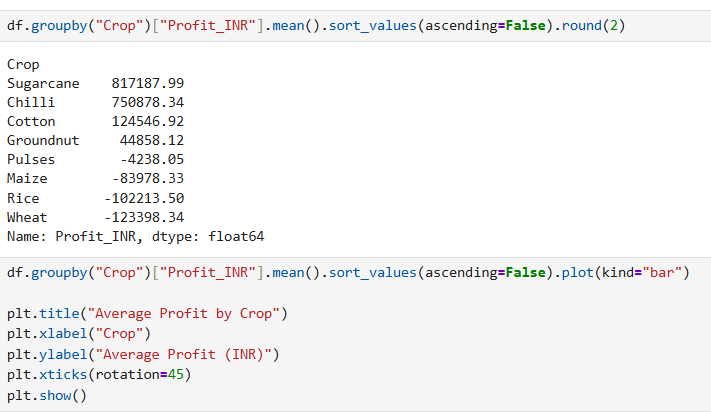 df.groupby("Crop")["Profit_INR"].mean().sort_values(ascending=False).round(2)
Crop
Sugarcane    817187.99
Chilli       750878.34
Cotton       124546.92
Groundnut     44858.12
Pulses        -4238.05
Maize        -83978.33
Rice        -102213.50
Wheat       -123398.34
Name: Profit_INR, dtype: float64
df.groupby("Crop")["Profit_INR"].mean().sort_values(ascending=False).plot(kind="bar")
plt.title("Average Profit by Crop")
plt.xlabel("Crop")
plt.ylabel("Average Profit (INR)")
plt.xticks(rotation=45)
plt.show()